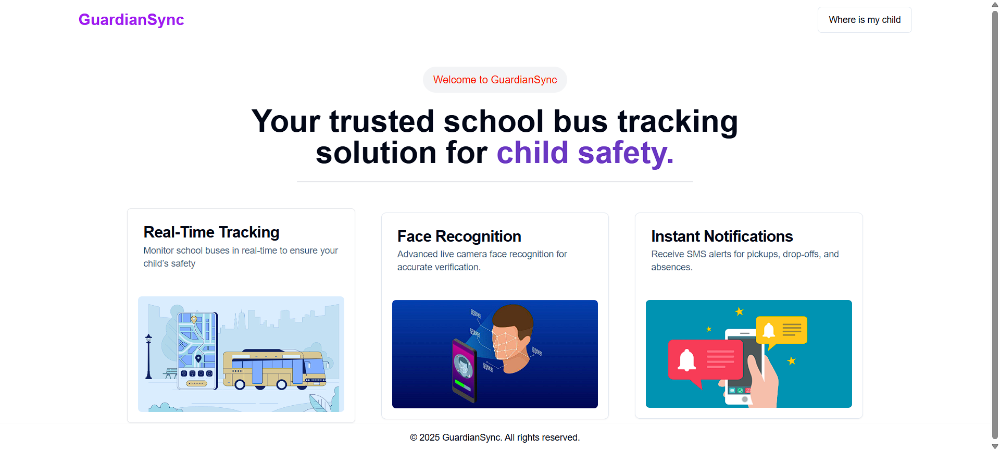 GuardianSync
Where is my child
Welcome to GuardianSync
Your trusted school bus tracking
solution for child safety.
Real-Time Tracking
Monitor school buses in real-time to ensure your
child's safety
Face Recognition
Advanced live camera face recognition for
accurate verification.
Instant Notifications
Receive SMS alerts for pickups, drop-offs, and
absences.
© 2025 GuardianSync. All rights reserved.